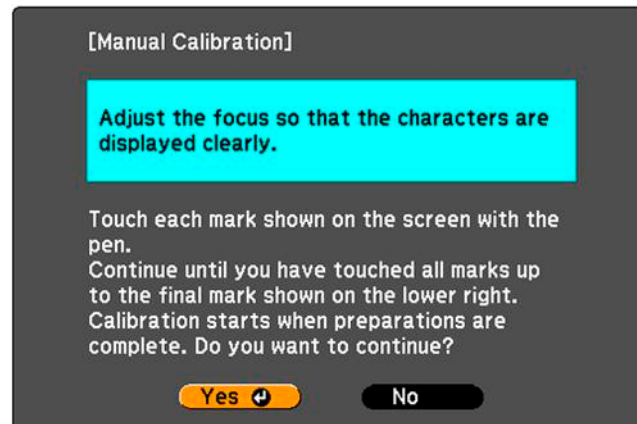 [Manual Calibration]
Adjust the focus so that the characters are
displayed clearly.
Touch each mark shown on the screen with the
pen.
Continue until you have touched all marks up
to the final mark shown on the lower right.
Calibration starts when preparations are
complete. Do you want to continue?
Yes No